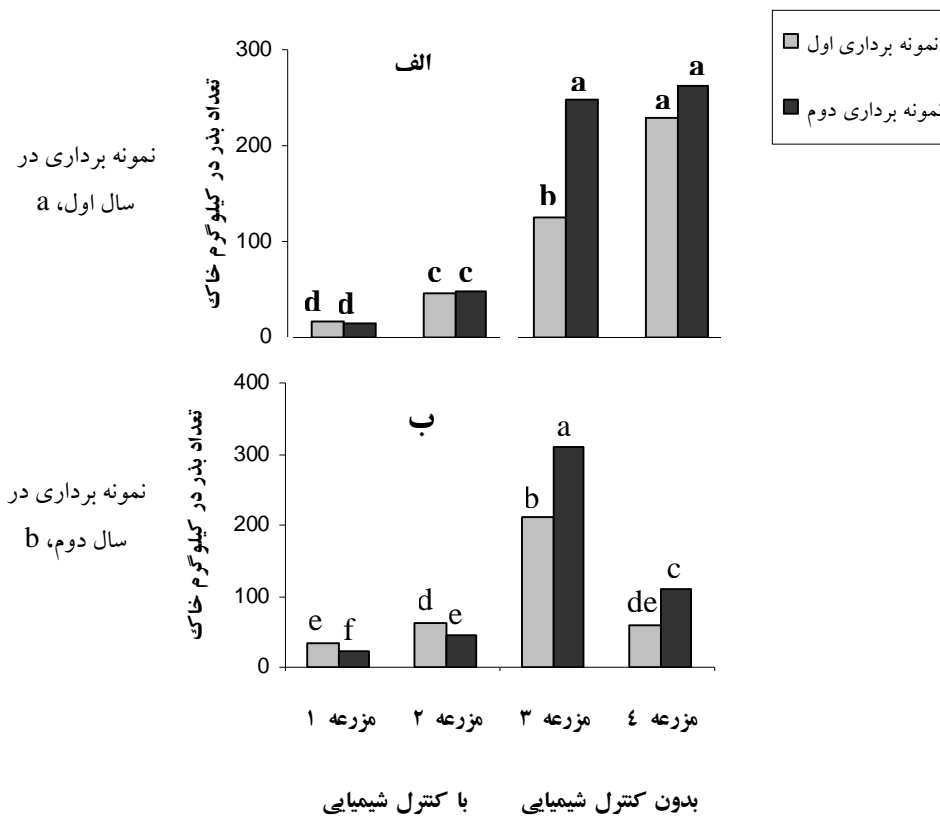 نمونه برداری اول
نمونه برداری دوم
الف
تعداد بذر در کیلوگرم خاک
300
200
100
0
نمونه برداری در
سال اول، a
d
d
c
c
b
a
a
a
ب
تعداد بذر در کیلوگرم خاک
400
300
200
100
0
نمونه برداری در
سال دوم، b
e
f
d
e
b
a
de
c
مزرعه ۱
مزرعه ۲
مزرعه ۳
مزرعه ٤
با کنترل شیمیایی
بدون کنترل شیمیایی